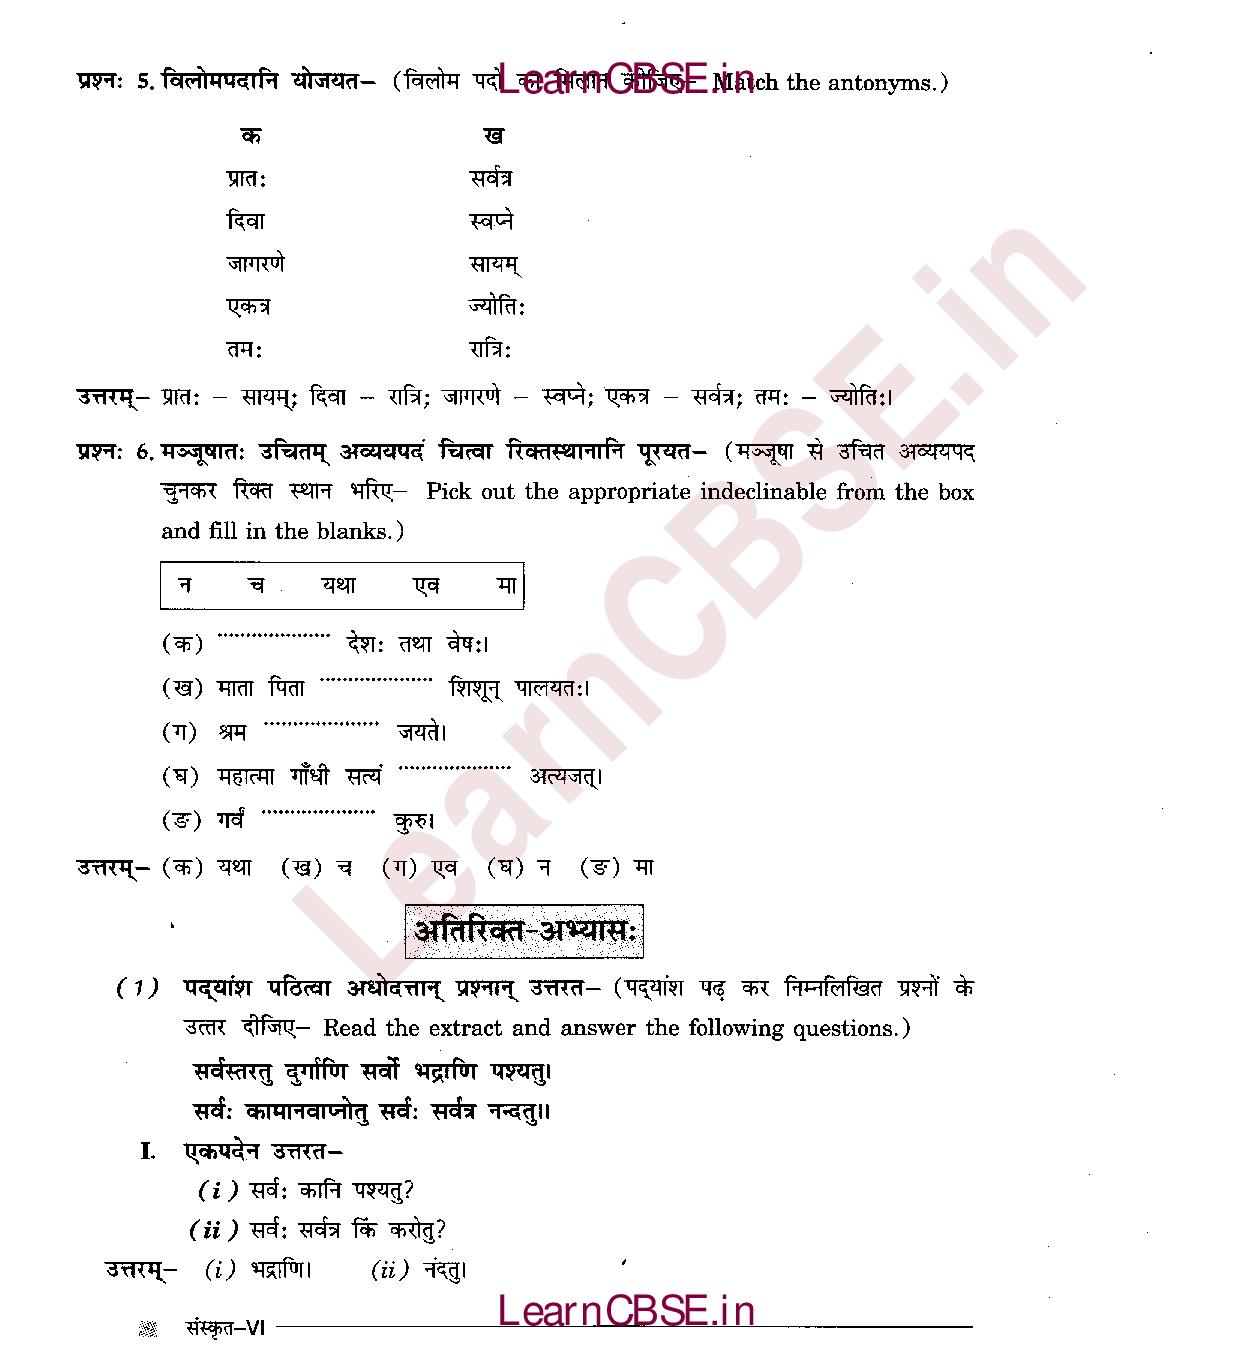 प्रश्न: 5. विलोमपदानि योजयत– (विलोम पदों का मिलान कीजिए– Match the antonyms.)
LearnCBSE.in
क ख
प्रात: सर्वत्र
दिवा स्वप्ने
जागरणे सायम्
एकत्र ज्योति:
तम: रात्रि:
उत्तरम्– प्रात: – सायम्; दिवा – रात्रि; जागरणे – स्वप्ने; एकत्र – सर्वत्र; तम: – ज्योति:।
प्रश्न: 6. मञ्जूषात: उचितम् अव्ययपदं चित्वा रिक्तस्थानानि पूरयत– (मञ्जूषा से उचित अव्ययपद
चुनकर रिक्त स्थान भरिए– Pick out the appropriate indeclinable from the box
and fill in the blanks.)
न च यथा एव मा
(क) .................... देश: तथा वेष:।
(ख) माता पिता .................... शिशून् पालयत:।
(ग) श्रम .................... जयते।
(घ) महात्मा गाँधी सत्यं .................... अत्यजत्।
(ङ) गर्वं .................... कुरु।
उत्तरम्– (क) यथा (ख) च (ग) एव (घ) न (ङ) मा
LearnCBSE.in
अतिरिक्त-अभ्यास:
(1) पद्यांश पठित्वा अधोदत्तान् प्रश्नान् उत्तरत– (पद्यांश पढ़ कर निम्नलिखित प्रश्नों के
उत्तर दीजिए– Read the extract and answer the following questions.)
सर्वस्तरतु दुर्गाणि सर्वो भद्राणि पश्यतु।
सर्व: कामानवाप्नोतु सर्व: सर्वत्र नन्दतु।।
I. एकपदेन उत्तरत–
(i) सर्व: कानि पश्यतु?
(ii) सर्व: सर्वत्र किं करोतु?
उत्तरम्– (i) भद्राणि। (ii) नंदतु।
LearnCBSE.in
संस्कृत–VI